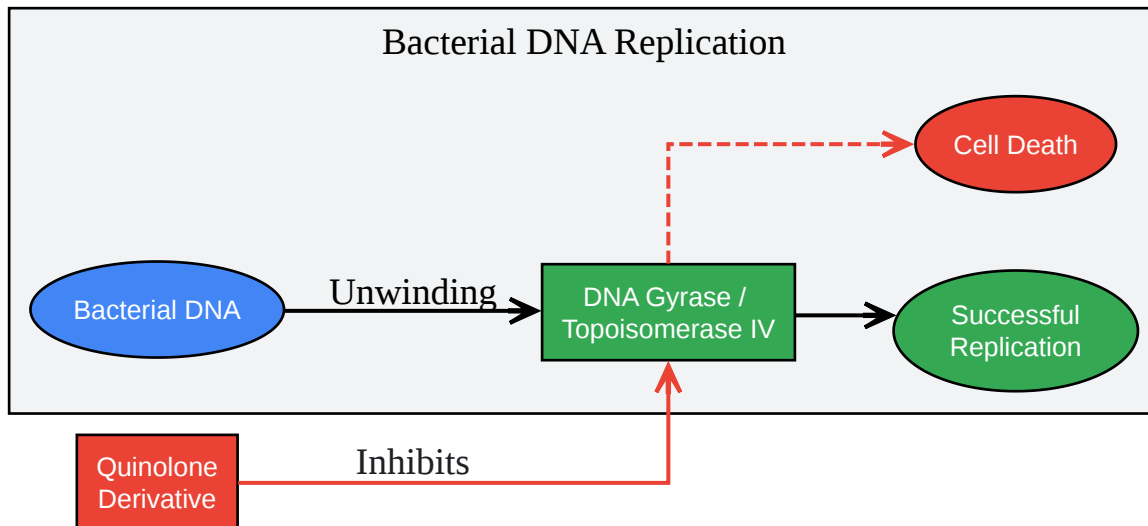 Bacterial DNA Replication
Cell Death
Bacterial DNA
Unwinding
DNA Gyrase /
Topoisomerase IV
Successful
Replication
Quinolone
Derivative
Inhibits